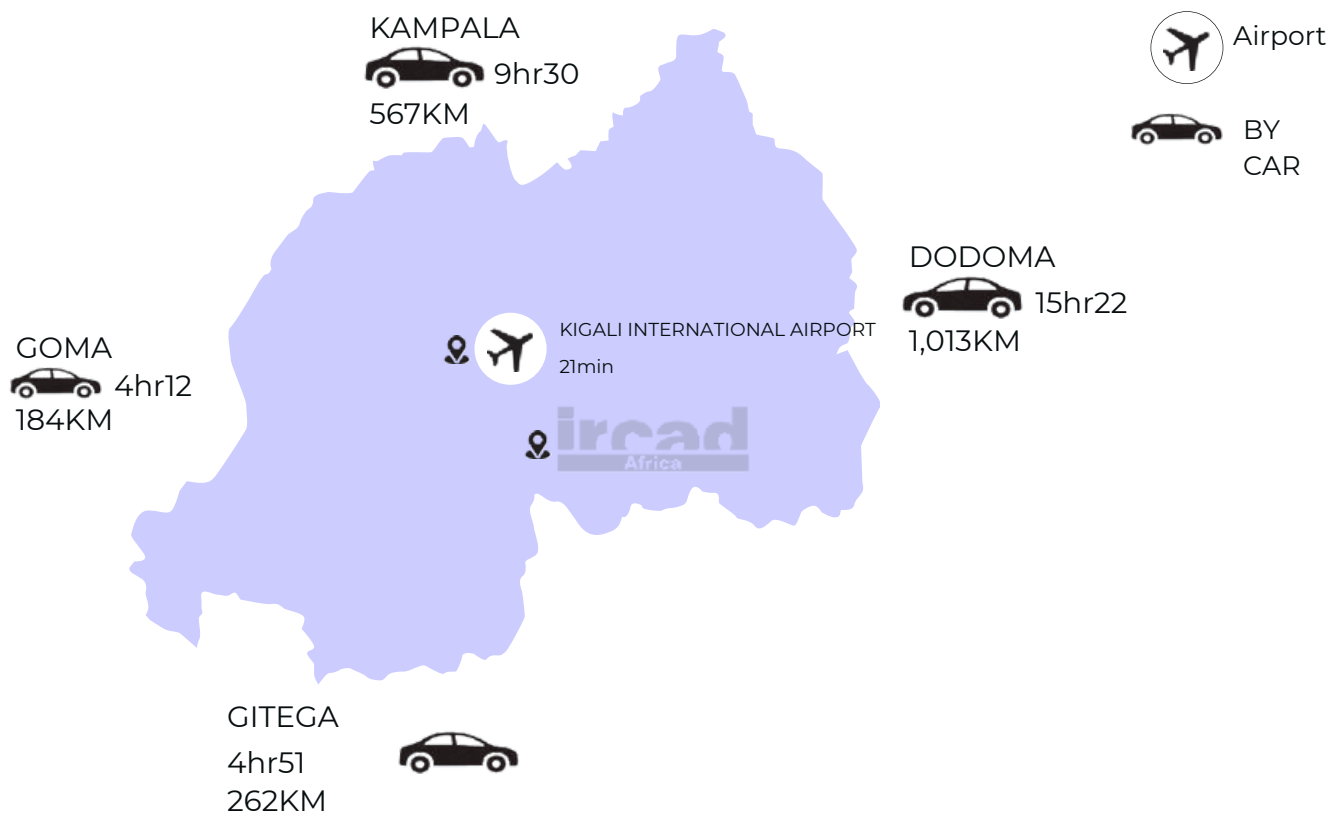 KAMPALA
9hr30
567KM
Airport
BY
CAR
DODOMA
15hr22
1,013KM
KIGALI INTERNATIONAL AIRPORT
21min
GOMA
4hr12
184KM
ircad
Africa
GITEGA
4hr51
262KM